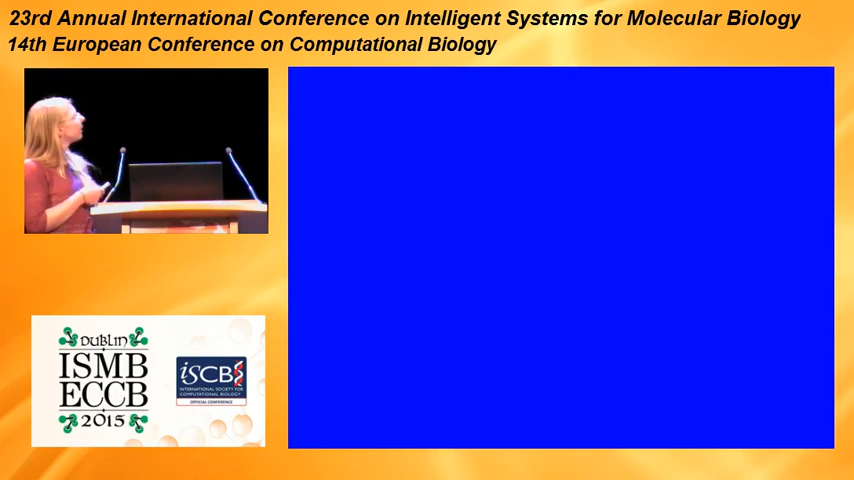 23rd Annual International Conference on Intelligent Systems for Molecular Biology
14th European Conference on Computational Biology
DUBLIN
ISMB
ECCB
2015
ISCB
INTERNATIONAL SOCIETY FOR
COMPUTATIONAL BIOLOGY
OFFICIAL CONFERENCE